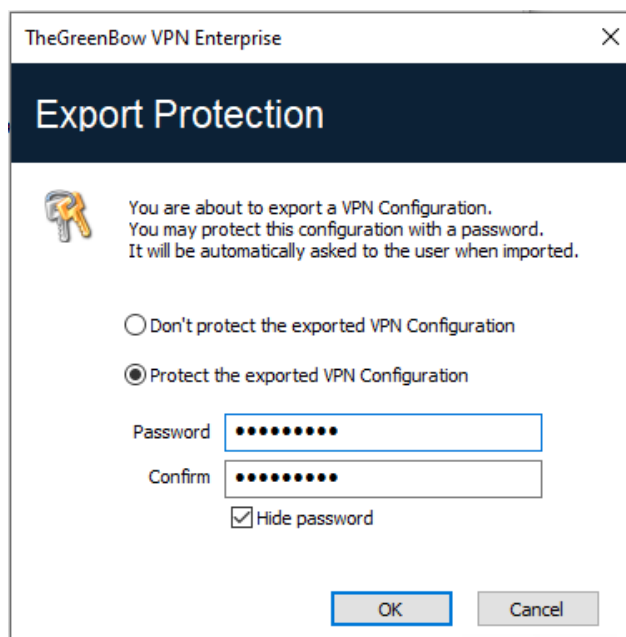 TheGreenBow VPN Enterprise
Export Protection
You are about to export a VPN Configuration.
You may protect this configuration with a password.
It will be automatically asked to the user when imported.
Don't protect the exported VPN Configuration
Protect the exported VPN Configuration
Password •••••••••
Confirm •••••••••
Hide password
OK Cancel